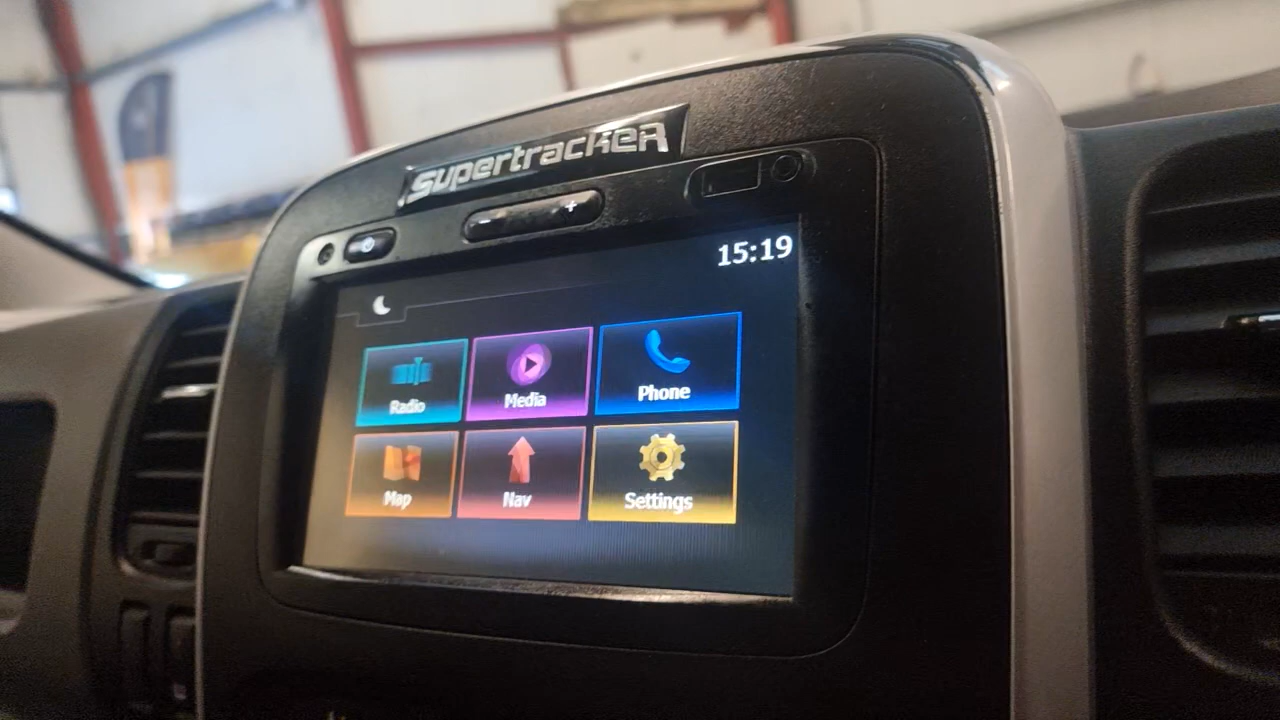 SUPERTRACKER
- +
15:19
Radio
Media
Phone
Map
Nav
Settings